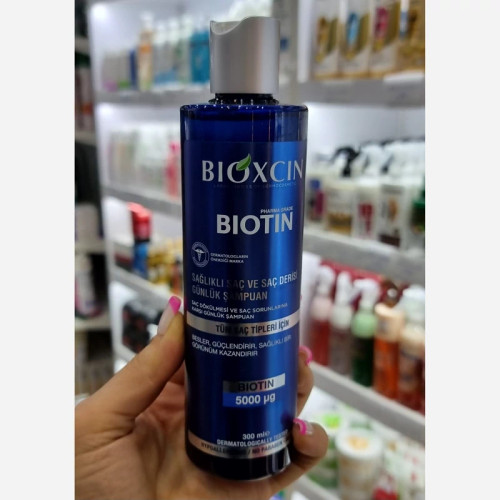 BIOXCIN
PHARMA GRADE
BIOTIN
DERMATOLOGLARIN
ÖNERDİĞİ MARKA
SAĞLIKLI SAÇ VE SAÇ DERİSİ
GÜNLÜK ŞAMPUAN
SAÇ DÖKÜLMESİ VE SAÇ SORUNLARINA
KARŞI GÜNLÜK ŞAMPUAN
TÜM SAÇ TİPLERİ İÇİN
BESLER, GÜÇLENDİRİR, SAĞLIKLI BİR
GÖRÜNÜM KAZANDIRIR
BIOTIN
5000 µg
300 ml e
DERMATOLOGICALLY